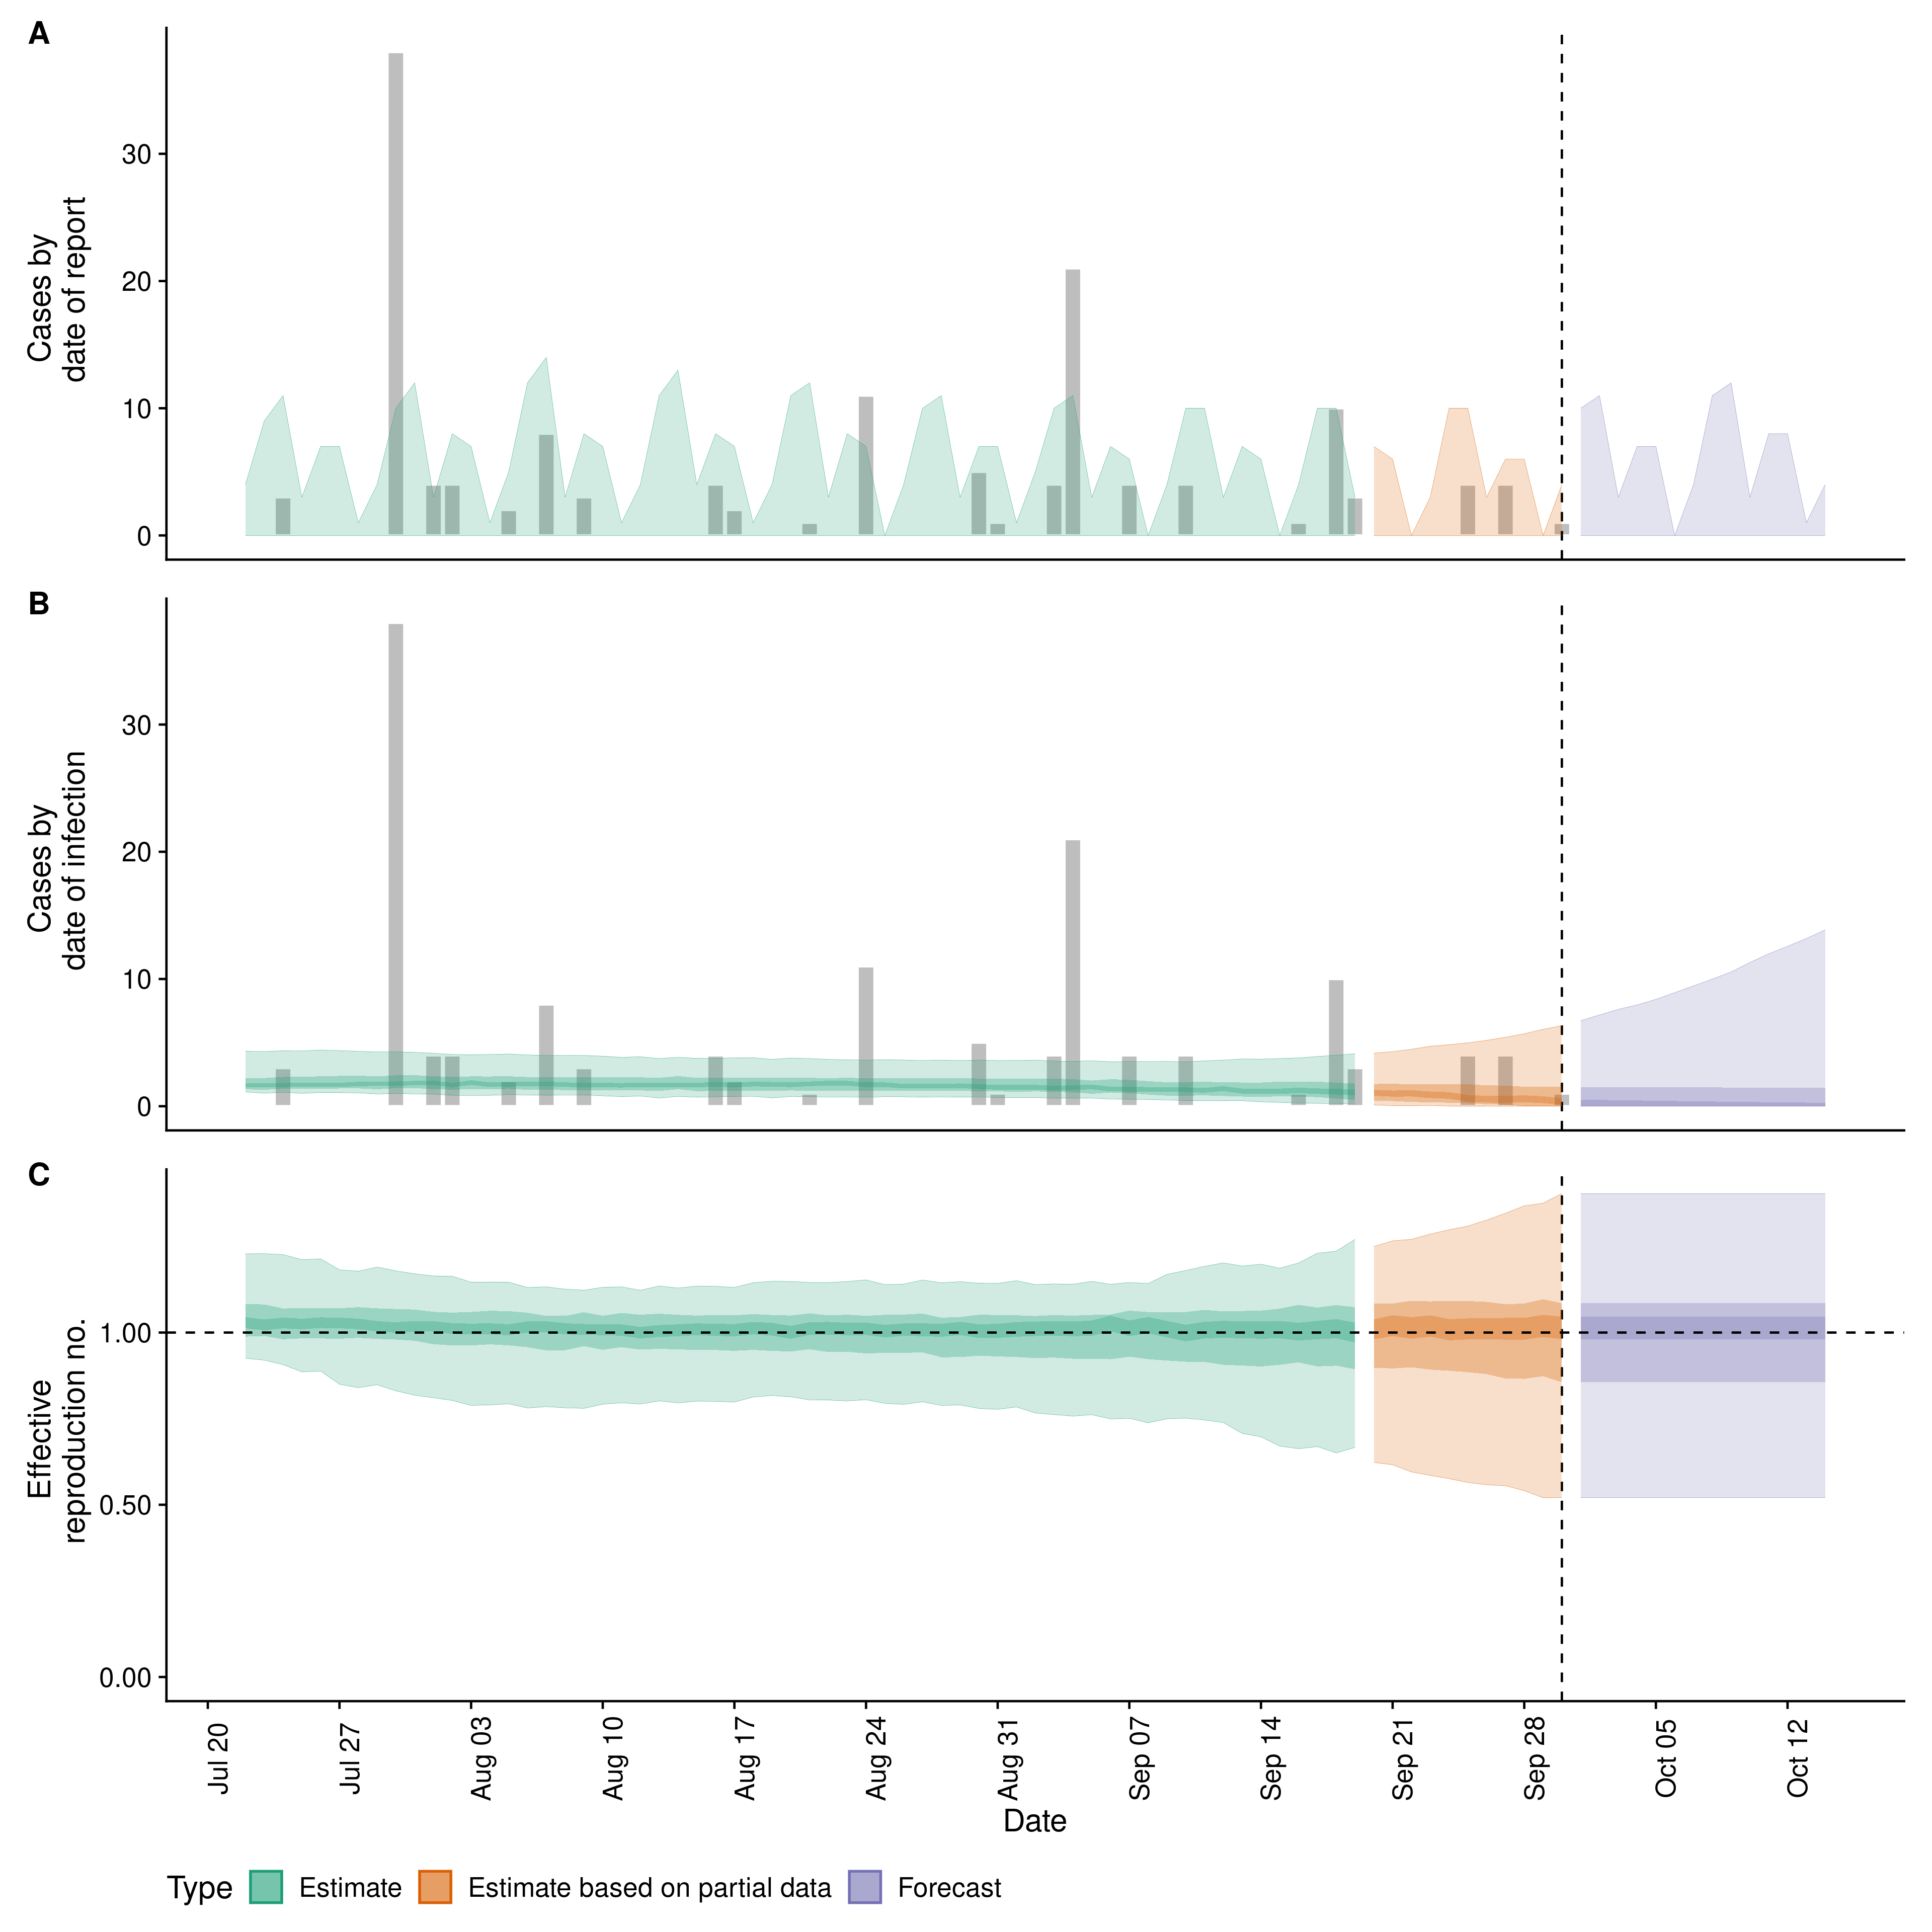 A
Cases by
date of report
30
20
10
0
B
Cases by
date of infection
30
20
10
0
C
Effective
reproduction no.
1.00
0.50
0.00
Jul 20
Jul 27
Aug 03
Aug 10
Aug 17
Aug 24
Aug 31
Sep 07
Sep 14
Sep 21
Sep 28
Oct 05
Oct 12
Date
Type Estimate Estimate based on partial data Forecast